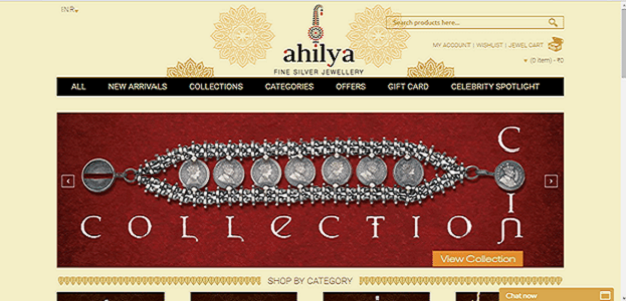 INR
Search products here...
ahilya
FINE SILVER JEWELLERY
MY ACCOUNT | WISHLIST | JEWEL CART
(0 item) - ₹0
ALL NEW ARRIVALS COLLECTIONS CATEGORIES OFFERS GIFT CARD CELEBRITY SPOTLIGHT
COIN
COLLECTION
View Collection
SHOP BY CATEGORY
Chat now